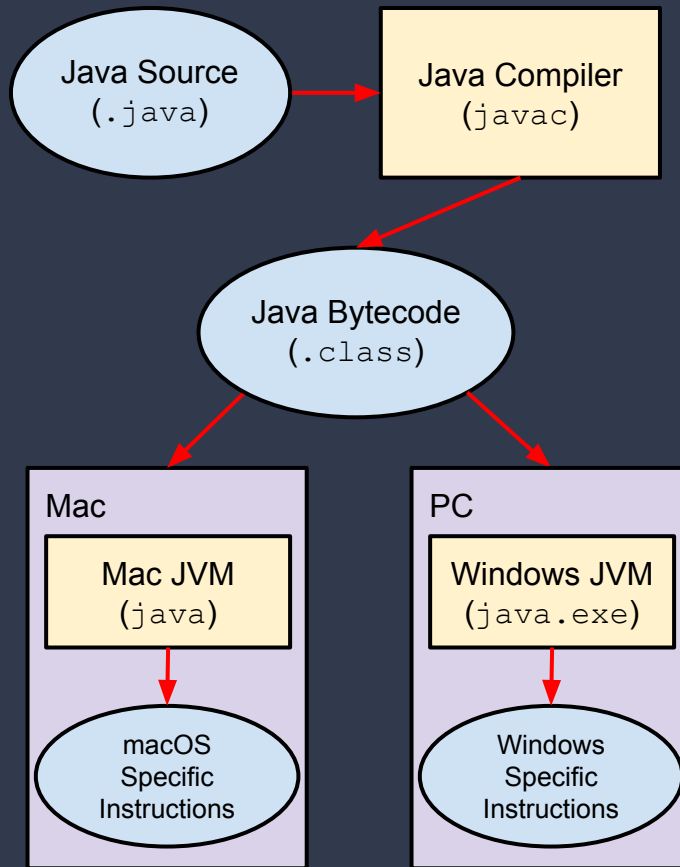 Java Source
(.java)
Java Compiler
(javac)
Java Bytecode
(.class)
Mac
Mac JVM
(java)
macOS
Specific
Instructions
PC
Windows JVM
(java.exe)
Windows
Specific
Instructions